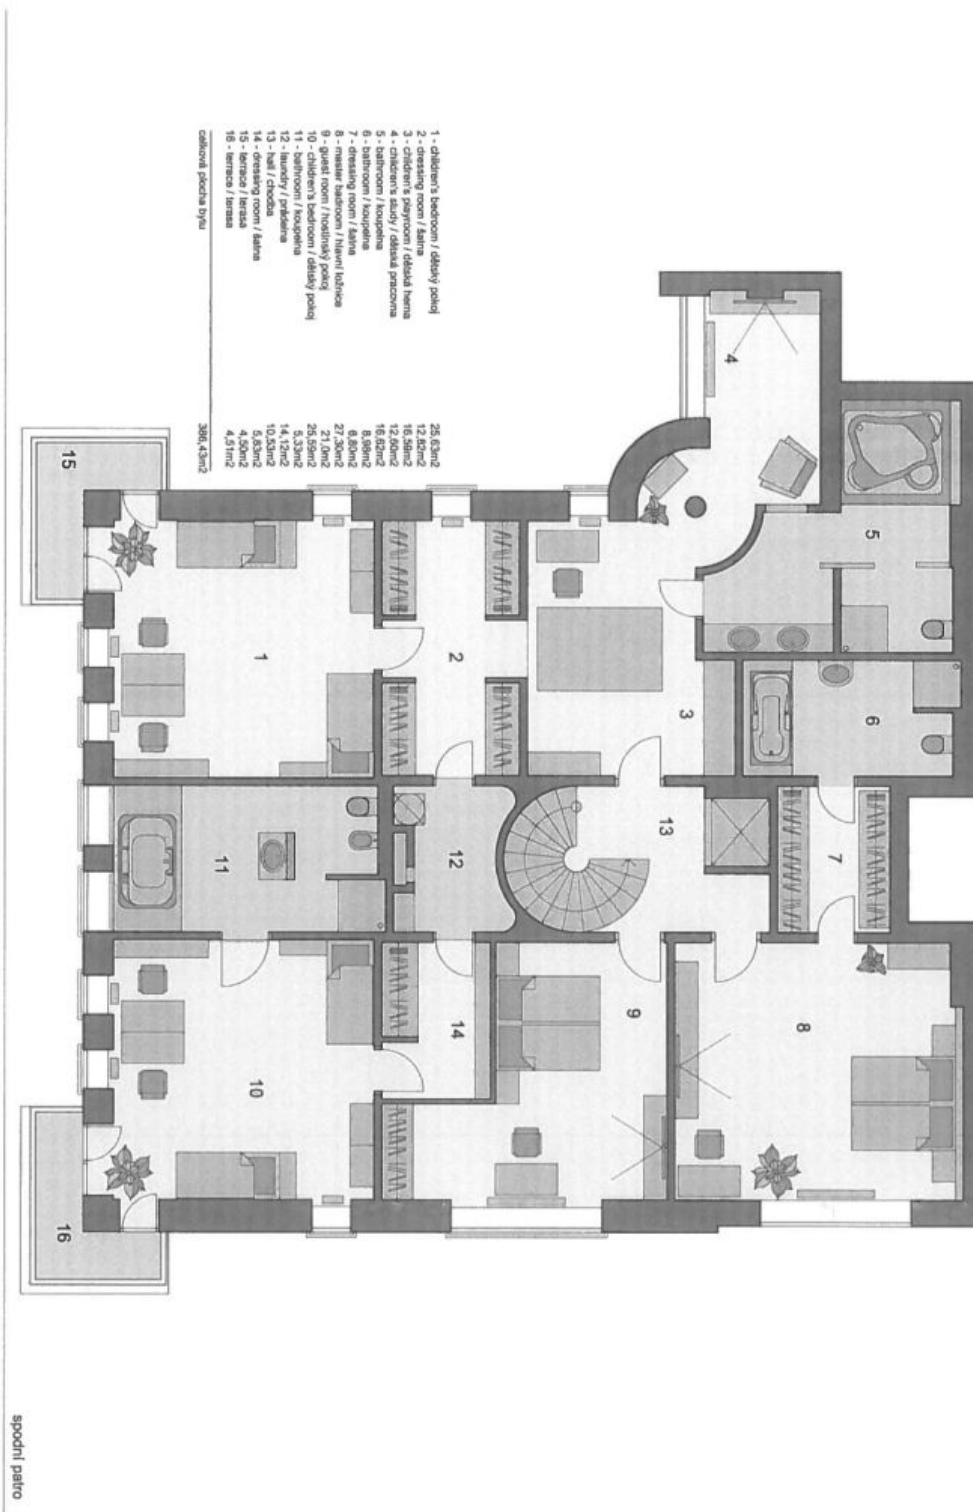 1 - children's bedroom / dětský pokoj 25,63m2
2 - dressing room / šatna 12,82m2
3 - children's playroom / dětská herna 16,59m2
4 - children's study / dětská pracovna 12,60m2
5 - bathroom / koupelna 16,62m2
6 - bathroom / koupelna 8,98m2
7 - dressing room / šatna 6,80m2
8 - master badroom / hlavní ložnice 27,30m2
9 - guest room / hostinský pokoj 21,0m2
10 - children's bedroom / dětský pokoj 25,59m2
11 - bathroom / koupelna 5,33m2
12 - laundry / prádelna 14,12m2
13 - hall / chodba 10,53m2
14 - dressing room / šatna 5,83m2
15 - terrace / terasa 4,50m2
16 - terrace / terasa 4,51m2
celková plocha bytu 386,43m2
4
5
6
3
2
1
15
7
13
12
11
8
9
14
10
16
spodní patro